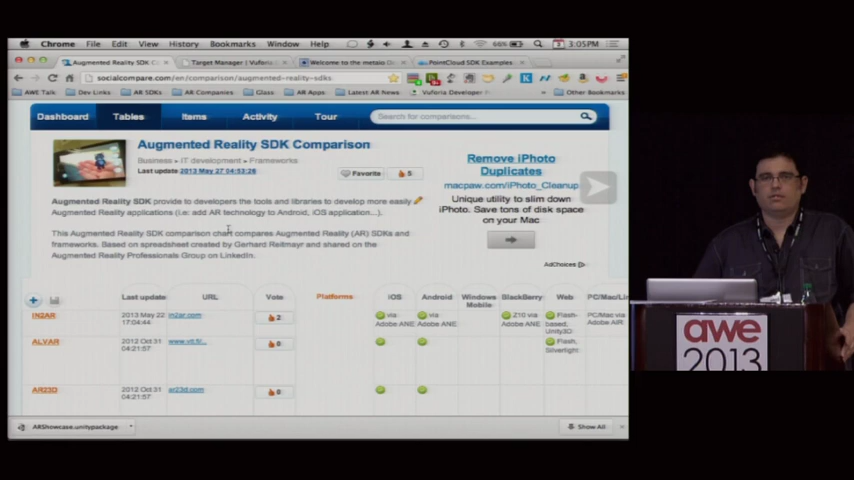 Chrome File Edit View History Bookmarks Window Help 66% 3 3:05PM
Augmented Reality SDK C Target Manager | Vuforia Welcome to the metaio D PointCloud SDK Examples
socialcompare.com/en/comparison/augmented-reality-sdks
AWE Talk Dev Links AR SDKs AR Companies Glass AR Apps Latest AR News Vuforia Developer Other Bookmarks
Dashboard Tables Items Activity Tour Search for comparisons...
Augmented Reality SDK Comparison
Business ▸ IT development ▸ Frameworks
Last update 2013 May 27 04:53:26
Favorite 5
Augmented Reality SDK provide to developers the tools and libraries to develop more easily
Augmented Reality applications (i.e: add AR technology to Android, iOS application...).
This Augmented Reality SDK comparison chart compares Augmented Reality (AR) SDKs and
frameworks. Based on spreadsheet created by Gerhard Reitmayr and shared on the
Augmented Reality Professionals Group on LinkedIn.
Remove iPhoto
Duplicates
macpaw.com/iPhoto_Cleanup
Unique utility to slim down
iPhoto. Save tons of disk space
on your Mac
AdChoices
Last update URL Vote Platforms iOS Android Windows Mobile BlackBerry Web PC/Mac/Lin
IN2AR 2013 May 22 17:04:44 in2ar.com 2 via Adobe ANE via Adobe ANE 210 via Adobe ANE Flash-based, Unity3D PC/Mac via Adobe AIR
ALVAR 2012 Oct 31 04:21:57 www.vtt.fi/... 0 Flash, Silverlight
AR23D 2012 Oct 31 04:21:57 ar23d.com 0
ARShowcase.unitypackage Show All
awe
2013